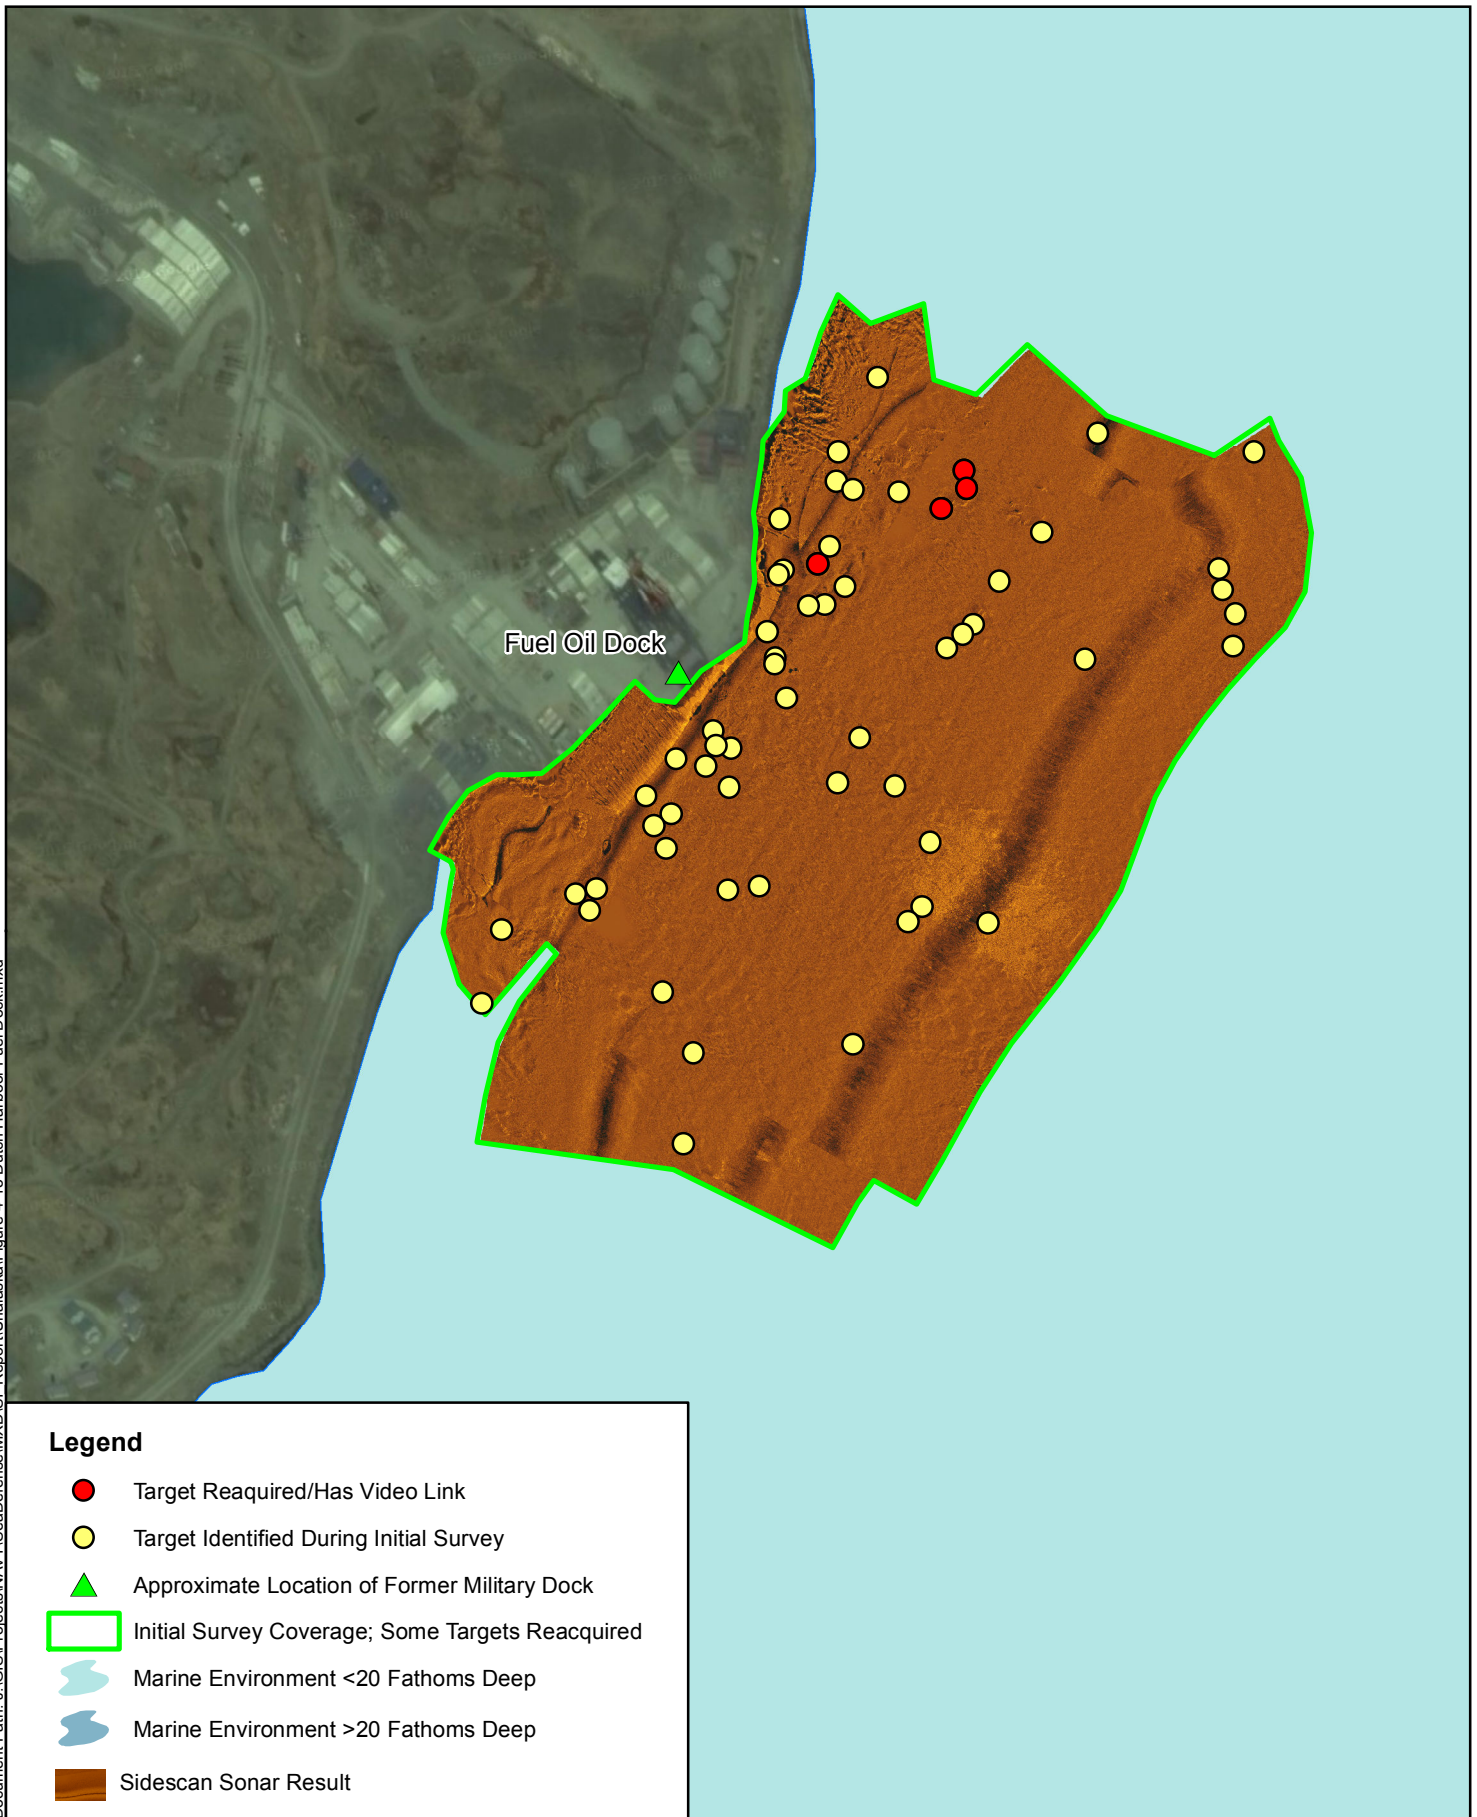 Fuel Oil Dock
Legend
Target Reaquired/Has Video Link
Target Identified During Initial Survey
Approximate Location of Former Military Dock
Initial Survey Coverage; Some Targets Reacquired
Marine Environment <20 Fathoms Deep
Marine Environment >20 Fathoms Deep
Sidescan Sonar Result